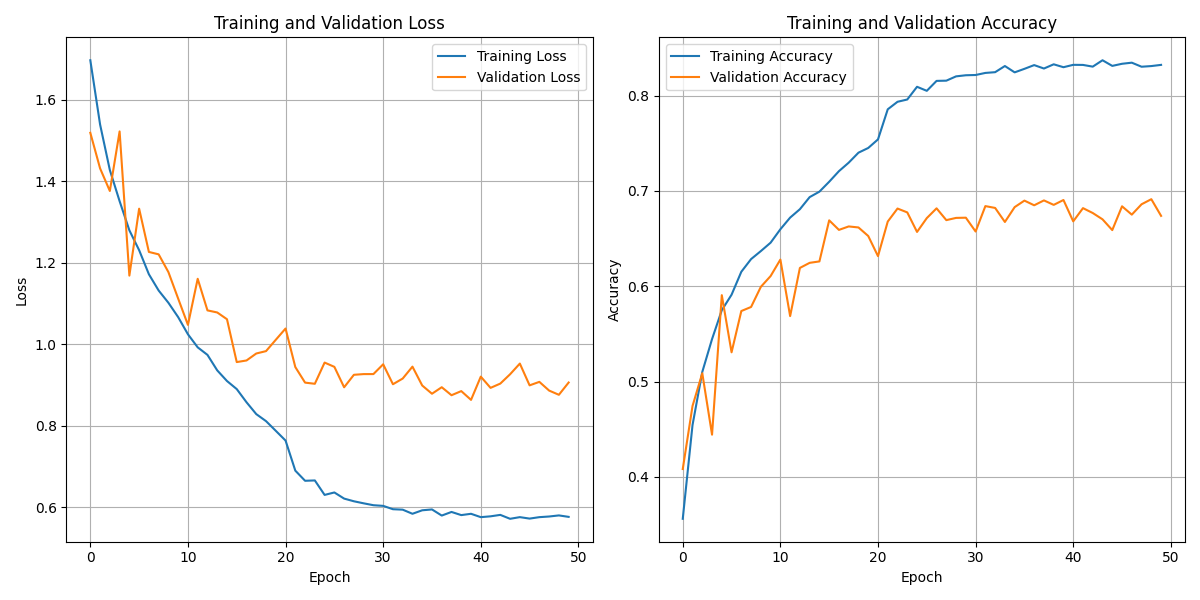 Training and Validation Loss
Training Loss
Validation Loss
1.6
1.4
1.2
1.0
0.8
0.6
Loss
0
10
20
30
40
50
Epoch
Training and Validation Accuracy
Training Accuracy
Validation Accuracy
0.8
0.7
0.6
0.5
0.4
Accuracy
0
10
20
30
40
50
Epoch